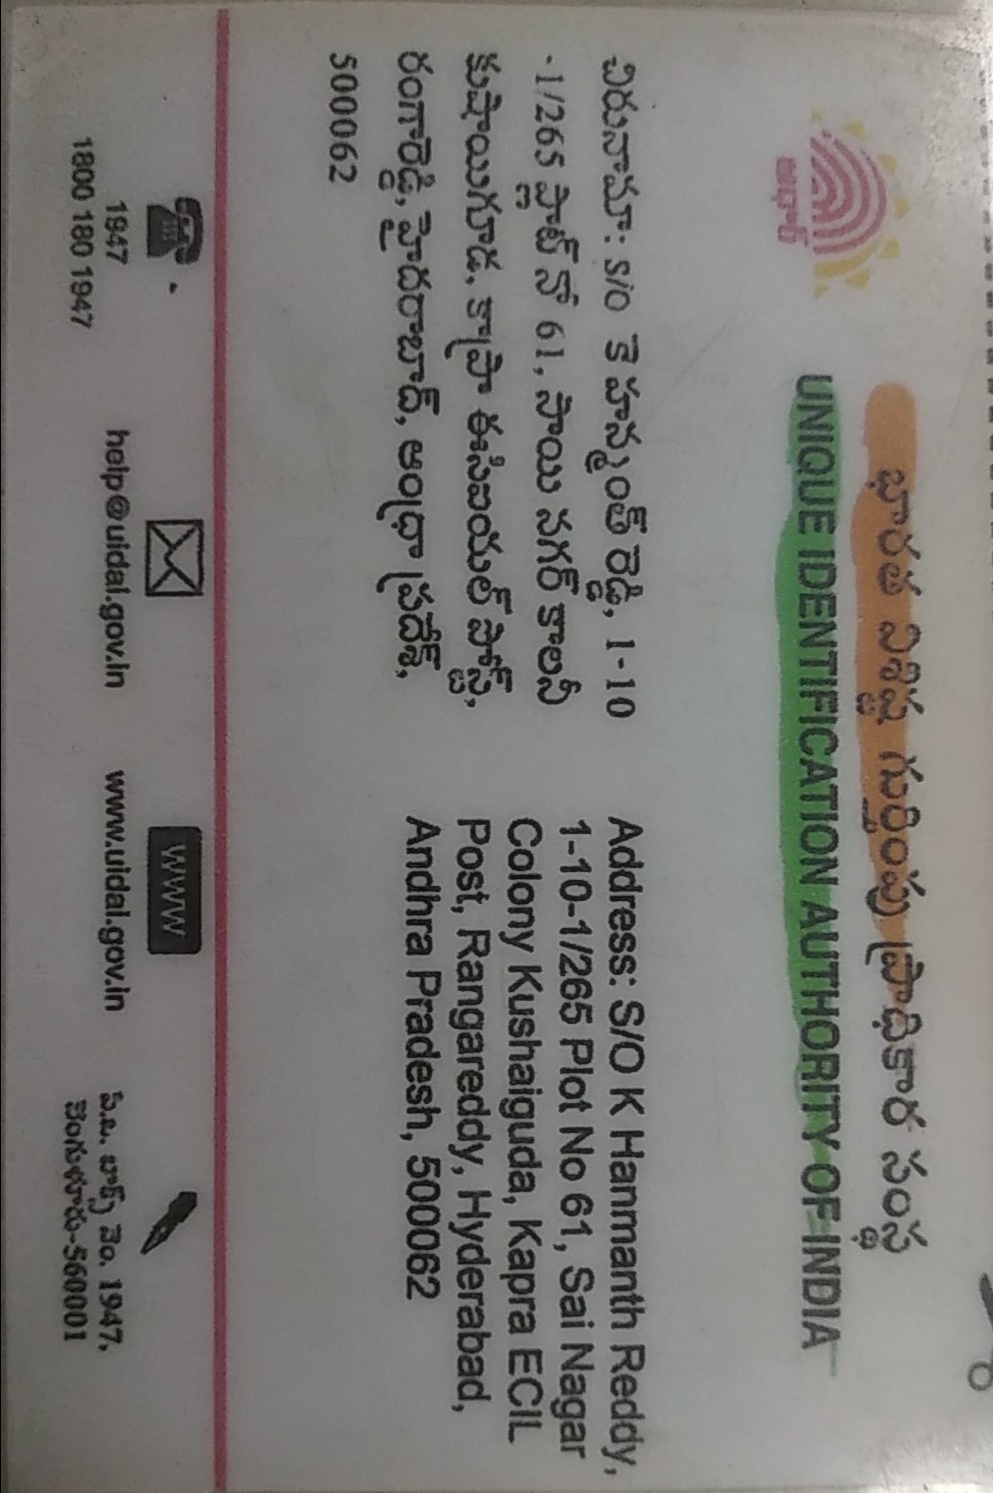 భారత విశిష్ట గుర్తింపు ప్రాధికార సంస్థ
UNIQUE IDENTIFICATION AUTHORITY OF INDIA
ఆధార్
చిరునామా: S/O కె హన్మంత్ రెడ్డి, 1-10
-1/265 ప్లాట్ నో 61, సాయి నగర్ కాలనీ
కుషాయిగూడ, కాప్రా ఈసిఐయల్ పోస్ట్,
రంగారెడ్డి, హైదరాబాద్, ఆంధ్రా ప్రదేశ్,
500062
Address: S/O K Hanmanth Reddy,
1-10-1/265 Plot No 61, Sai Nagar
Colony Kushaiguda, Kapra ECIL
Post, Rangareddy, Hyderabad,
Andhra Pradesh, 500062
1947
1800 180 1947
help@uidai.gov.in
WWW
www.uidai.gov.in
పి.ఐ. బాక్స్ నెం. 1947,
బెంగుళూరు-560001